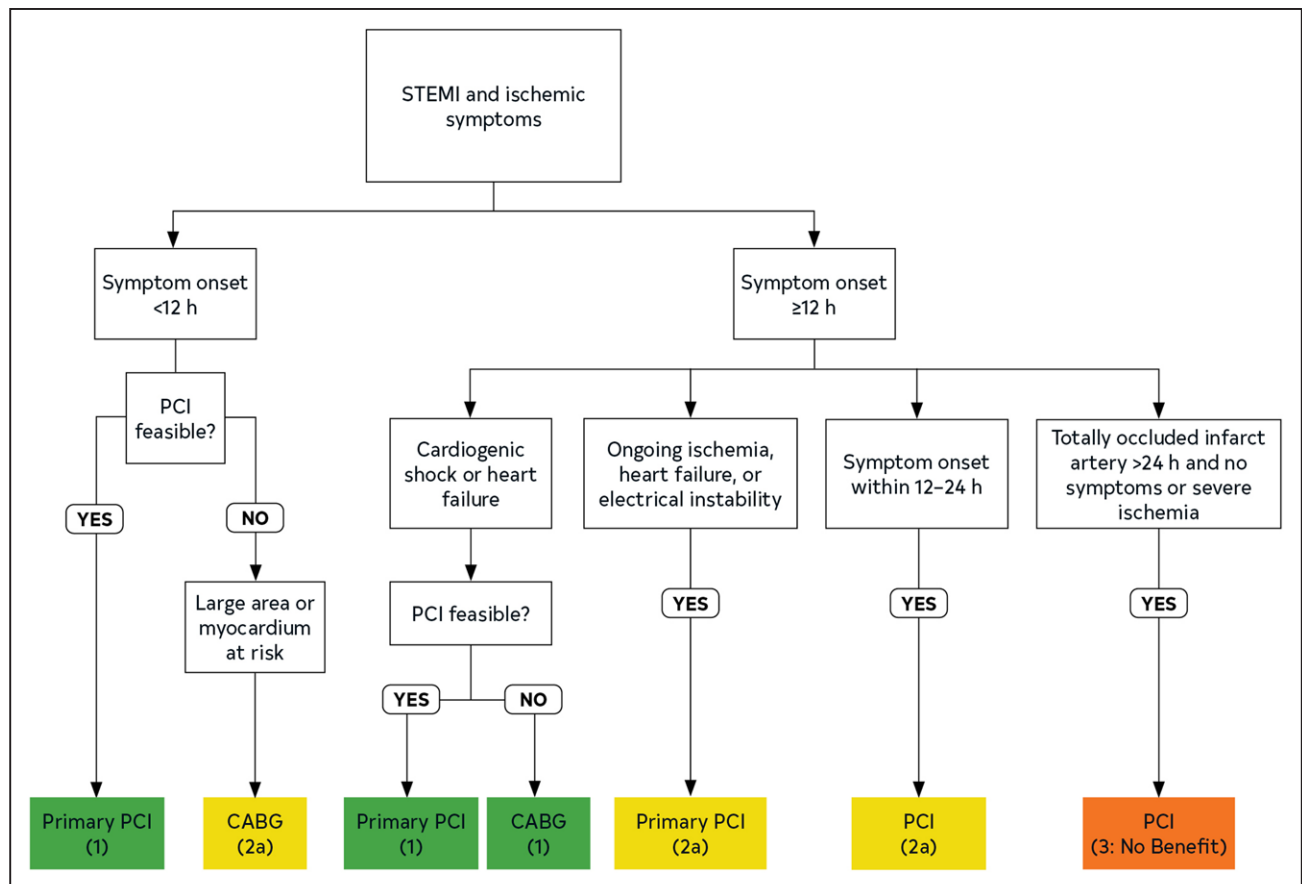 STEMI and ischemic
symptoms
Symptom onset
<12 h
Symptom onset
≥12 h
PCI
feasible?
YES
NO
Large area or
myocardium
at risk
Cardiogenic
shock or heart
failure
PCI feasible?
YES
NO
Ongoing ischemia,
heart failure, or
electrical instability
YES
Symptom onset
within 12–24 h
YES
Totally occluded infarct
artery >24 h and no
symptoms or severe
ischemia
YES
Primary PCI
(1)
CABG
(2a)
Primary PCI
(1)
CABG
(1)
Primary PCI
(2a)
PCI
(2a)
PCI
(3: No Benefit)